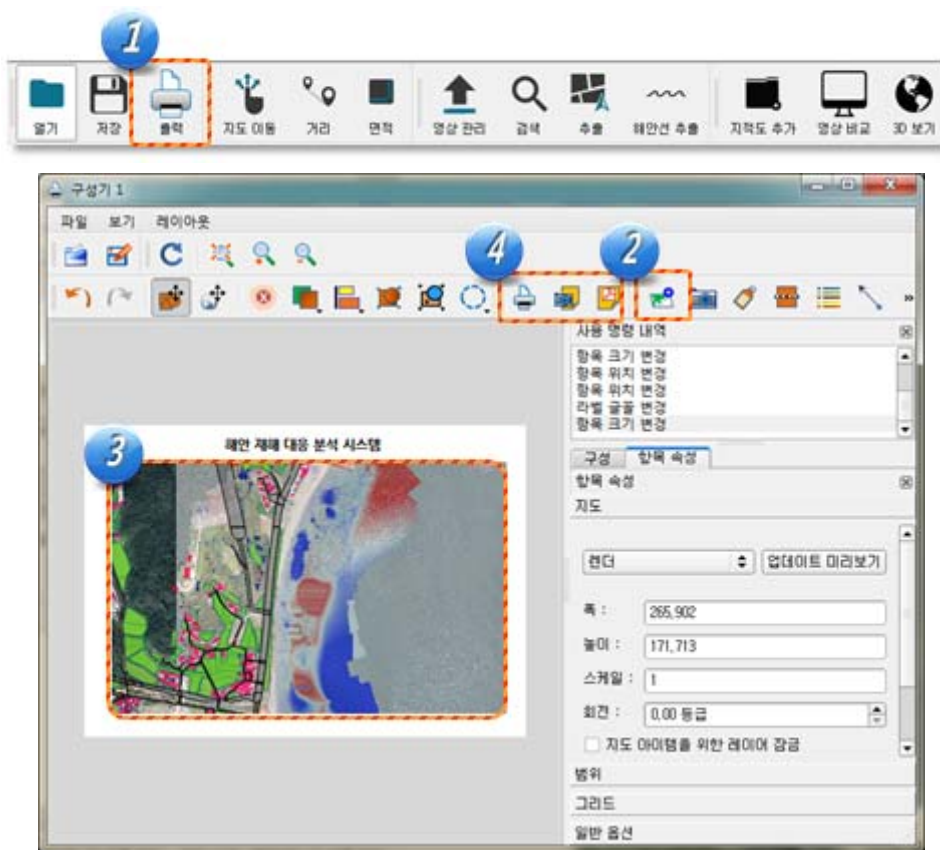 1
열기 저장 출력 지도 이동 거리 면적 영상 관리 검색 추출 해안선 추출 지적도 추가 영상 비교 3D 보기
구성기 1
파일 보기 레이아웃
4 2
사용 명령 내역
항목 크기 변경
항목 위치 변경
항목 위치 변경
라벨 글꼴 변경
항목 크기 변경
3
해안 재해 대응 분석 시스템
구성 항목 속성
항목 속성
지도
렌더 업데이트 미리보기
폭 : 265,902
높이 : 171,713
스케일 : 1
회전 : 0,00 등급
지도 아이템을 위한 레이어 잠금
범위
그리드
일반 옵션